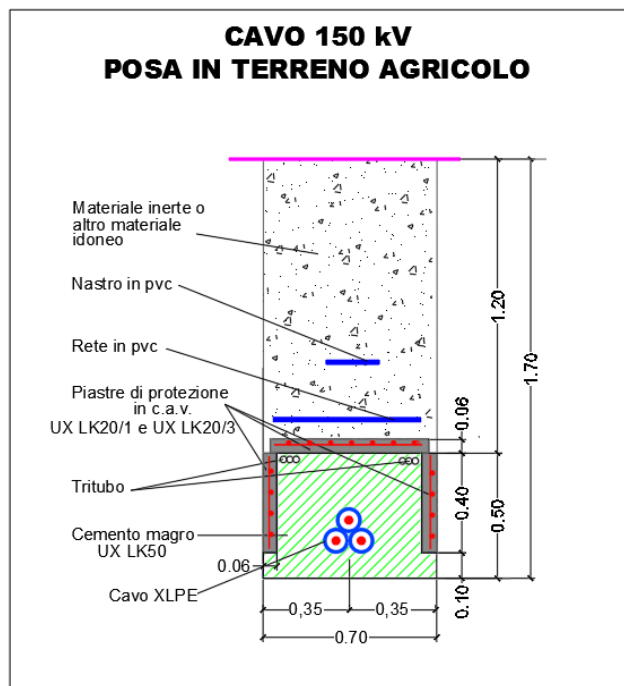 CAVO 150 kV
POSA IN TERRENO AGRICOLO
Materiale inerte o
altro materiale
idoneo
Nastro in pvc
Rete in pvc
Piastre di protezione
in c.a.v.
UX LK20/1 e UX LK20/3
Tritubo
Cemento magro
UX LK50
0.06
Cavo XLPE
0,35
0,35
0.70
1.20
1.70
0.06
0.40
0.50
0.10